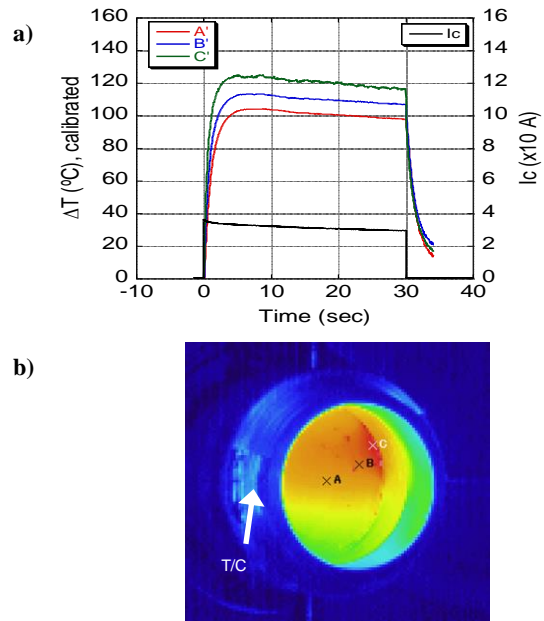 a)
160
140
120
100
80
60
40
20
0
ΔT (ºC), calibrated
A'
B'
C'
Ic
16
14
12
10
8
6
4
2
0
Ic (x10 A)
-10 0 10 20 30 40
Time (sec)
b)
C
B
A
T/C